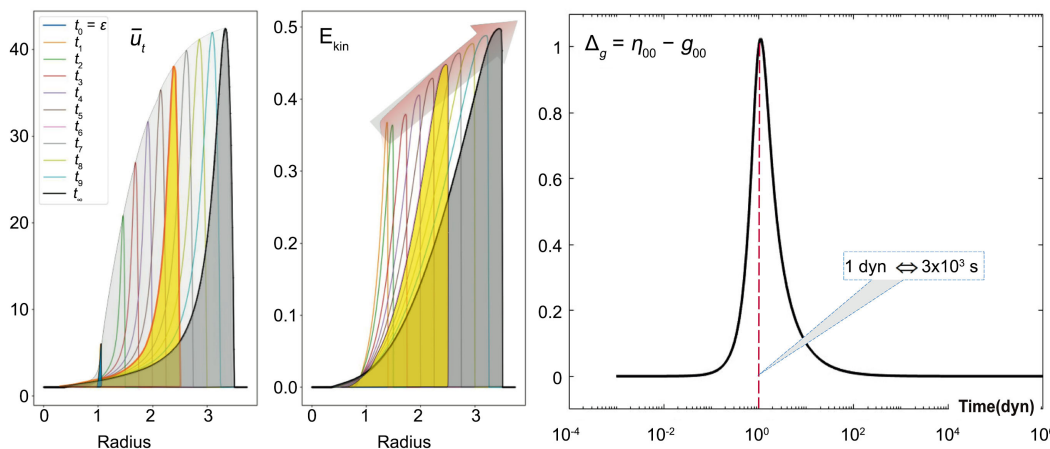 t₀ = ε
t₁
t₂
t₃
t₄
t₅
t₆
t₇
t₈
t₉
t∞
ū_t
40
30
20
10
0
0 1 2 3
Radius
E_kin
0.5
0.4
0.3
0.2
0.1
0.0
0 1 2 3
Radius
Δ_g = η₀₀ − g₀₀
1
0.8
0.6
0.4
0.2
0
1 dyn ⇔ 3x10³ s
Time(dyn)
10⁻⁴ 10⁻² 10⁰ 10² 10⁴ 10⁶